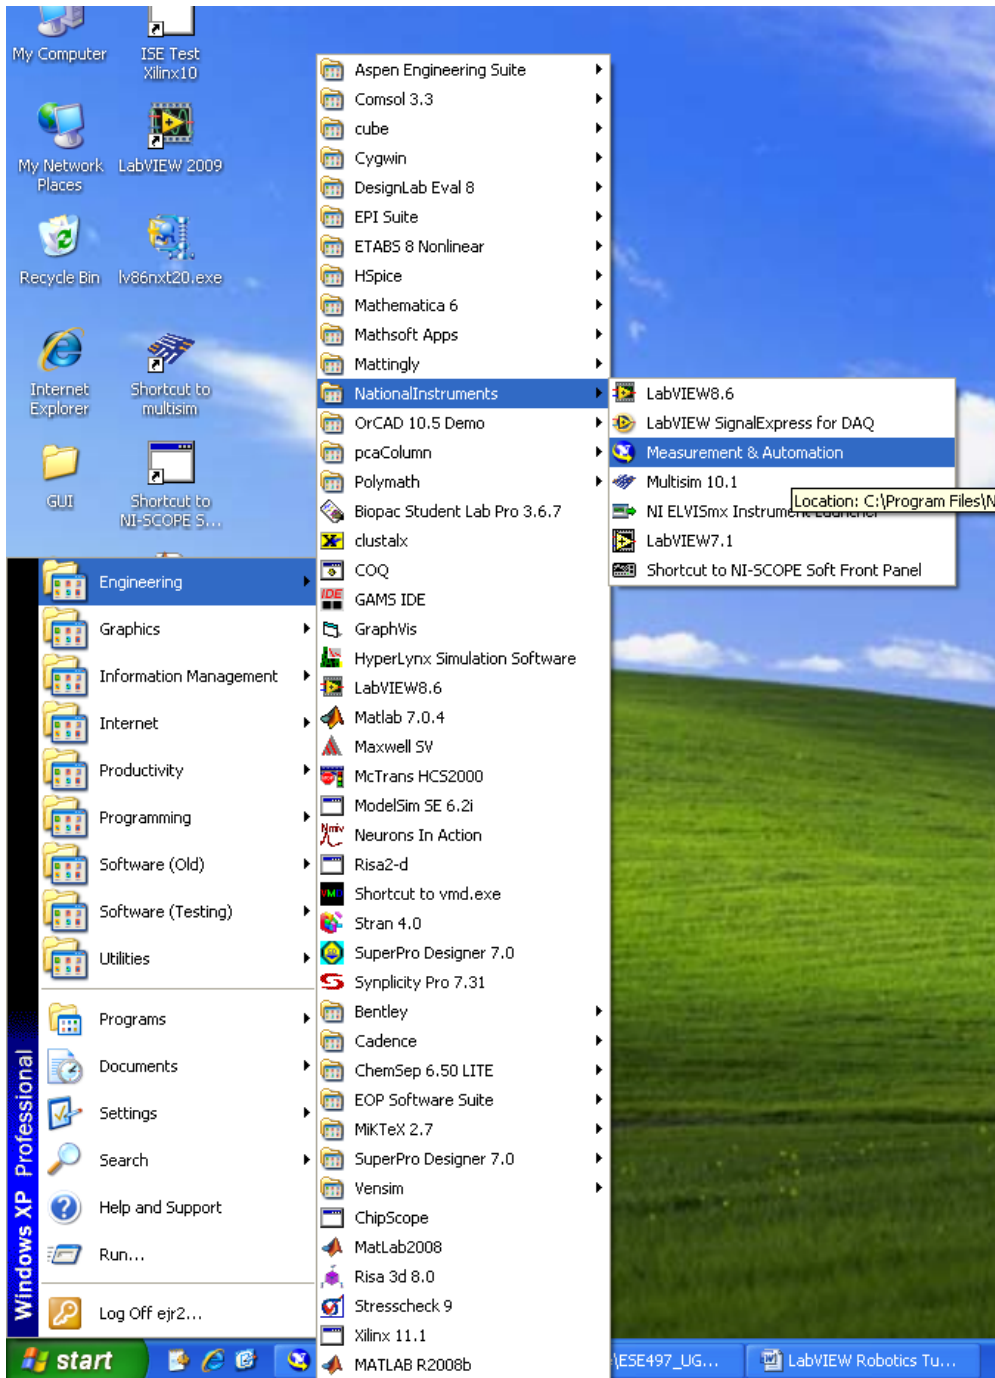 My Computer
ISE Test
Xilinx10
My Network
Places
LabVIEW 2009
Recycle Bin
lv86nxt20.exe
Internet
Explorer
Shortcut to
multisim
GUI
Shortcut to
NI-SCOPE S...
Engineering
Graphics
Information Management
Internet
Productivity
Programming
Software (Old)
Software (Testing)
Utilities
Programs
Documents
Settings
Search
Help and Support
Run...
Log Off ejr2...
Windows XP Professional
Aspen Engineering Suite
Comsol 3.3
cube
Cygwin
DesignLab Eval 8
EPI Suite
ETABS 8 Nonlinear
HSpice
Mathematica 6
Mathsoft Apps
Mattingly
NationalInstruments
OrCAD 10.5 Demo
pcaColumn
Polymath
Biopac Student Lab Pro 3.6.7
clustalx
COQ
GAMS IDE
GraphVis
HyperLynx Simulation Software
LabVIEW8.6
Matlab 7.0.4
Maxwell SV
McTrans HCS2000
ModelSim SE 6.2i
Neurons In Action
Risa2-d
Shortcut to vmd.exe
Stran 4.0
SuperPro Designer 7.0
Synplicity Pro 7.31
Bentley
Cadence
ChemSep 6.50 LITE
EOP Software Suite
MiKTeX 2.7
SuperPro Designer 7.0
Vensim
ChipScope
MatLab2008
Risa 3d 8.0
Stresscheck 9
Xilinx 11.1
MATLAB R2008b
LabVIEW8.6
LabVIEW SignalExpress for DAQ
Measurement & Automation
Multisim 10.1
Location: C:\Program Files\N
NI ELVISmx Instrument Launcher
LabVIEW7.1
Shortcut to NI-SCOPE Soft Front Panel
start
\ESE497_UG...
LabVIEW Robotics Tu...